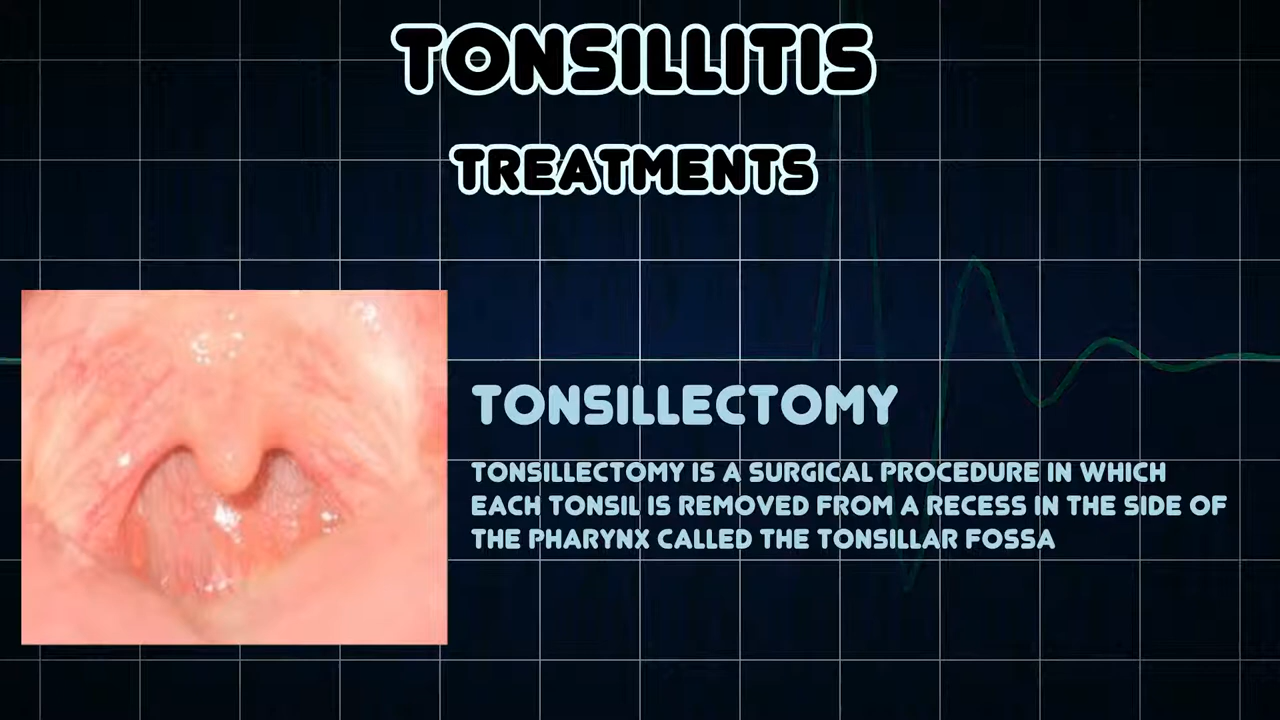 TONSILLITIS
TREATMENTS
TONSILLECTOMY
TONSILLECTOMY IS A SURGICAL PROCEDURE IN WHICH
EACH TONSIL IS REMOVED FROM A RECESS IN THE SIDE OF
THE PHARYNX CALLED THE TONSILLAR FOSSA